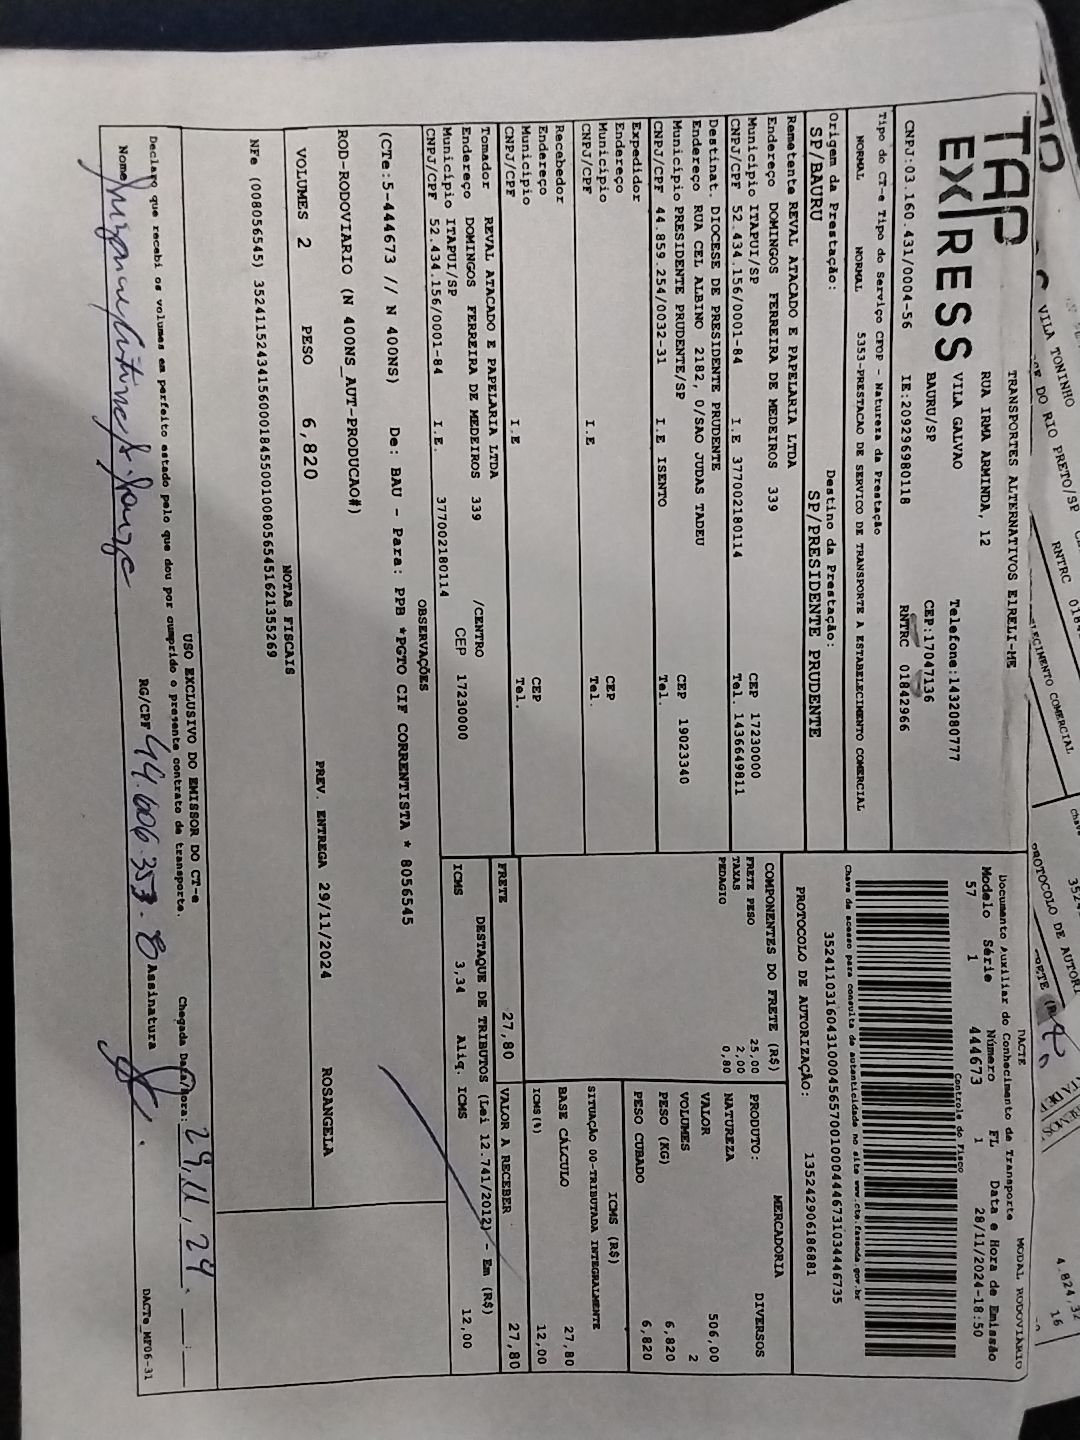 TAP
EXPRESS
TRANSPORTES ALTERNATIVOS EIRELI-ME
RUA IRMA ARMINDA, 12
VILA GALVAO
BAURU/SP
Telefone:1432080777
CEP:17047136
CNPJ:03.160.431/0004-56 IE:209296980118 RNTRC 01842966
Tipo do CT-e Tipo do Serviço CFOP - Natureza da Prestação
NORMAL NORMAL 5353-PRESTACAO DE SERVICO DE TRANSPORTE A ESTABELECIMENTO COMERCIAL
Origem da Prestação: Destino da Prestação:
SP/BAURU SP/PRESIDENTE PRUDENTE
Remetente REVAL ATACADO E PAPELARIA LTDA
Endereço DOMINGOS FERREIRA DE MEDEIROS 339
Município ITAPUI/SP CEP 17230000
CNPJ/CPF 52.434.156/0001-84 I.E 377002180114 Tel. 1436649811
Destinat. DIOCESE DE PRESIDENTE PRUDENTE
Endereço RUA CEL ALBINO 2182, 0/SAO JUDAS TADEU
Município PRESIDENTE PRUDENTE/SP CEP 19023340
CNPJ/CPF 44.859.254/0032-31 I.E ISENTO Tel.
Expedidor
Endereço
Município CEP
CNPJ/CPF I.E Tel.
Recebedor
Endereço
Município CEP
CNPJ/CPF I.E Tel.
Tomador REVAL ATACADO E PAPELARIA LTDA
Endereço DOMINGOS FERREIRA DE MEDEIROS 339 /CENTRO
Município ITAPUI/SP CEP 17230000
CNPJ/CPF 52.434.156/0001-84 I.E. 377002180114
DACTE MODAL RODOVIÁRIO
Documento Auxiliar do Conhecimento de Transporte
Modelo Série Número FL Data e Hora de Emissão
57 1 444673 1 28/11/2024-18:50
Controle do Fisco
Chave de acesso para consulta de autenticidade no site www.cte.fazenda.gov.br
35241103160431000456570010004446731034446735
PROTOCOLO DE AUTORIZAÇÃO: 135242906186881
COMPONENTES DO FRETE (R$)
FRETE PESO 25,00
TAXAS 2,00
PEDAGIO 0,80
MERCADORIA
PRODUTO: DIVERSOS
NATUREZA
VALOR 506,00
VOLUMES 2
PESO (KG) 6,820
PESO CUBADO 6,820
ICMS (R$)
SITUAÇÃO 00-TRIBUTADA INTEGRALMENTE
BASE CÁLCULO 27,80
ICMS(%) 12,00
FRETE 27,80 VALOR A RECEBER 27,80
DESTAQUE DE TRIBUTOS (Lei 12.741/2012) - Em (R$)
ICMS 3,34 Aliq. ICMS 12,00
OBSERVAÇÕES
(CTe:5-444673 // N 400NS) De: BAU - Para: PPB *PGTO CIF CORRENTISTA * 8056545
ROD-RODOVIARIO (N 400NS_AUT-PRODUCAO#)
VOLUMES 2 PESO 6,820 PREV. ENTREGA 29/11/2024 ROSANGELA
NOTAS FISCAIS
NFe (008056545) 35241152434156000184550010080565451621355269
USO EXCLUSIVO DO EMISSOR DO CT-e
Declaro que recebi os volumes em perfeito estado pelo que dou por cumprido o presente contrato de transporte. Chegada Data/Hora: 29.11.24
Nome RG/CPF 44.606.353-8 Assinatura
DACTe_MF06-31
VILA TONINHO
DO RIO PRETO/SP
RNTRC